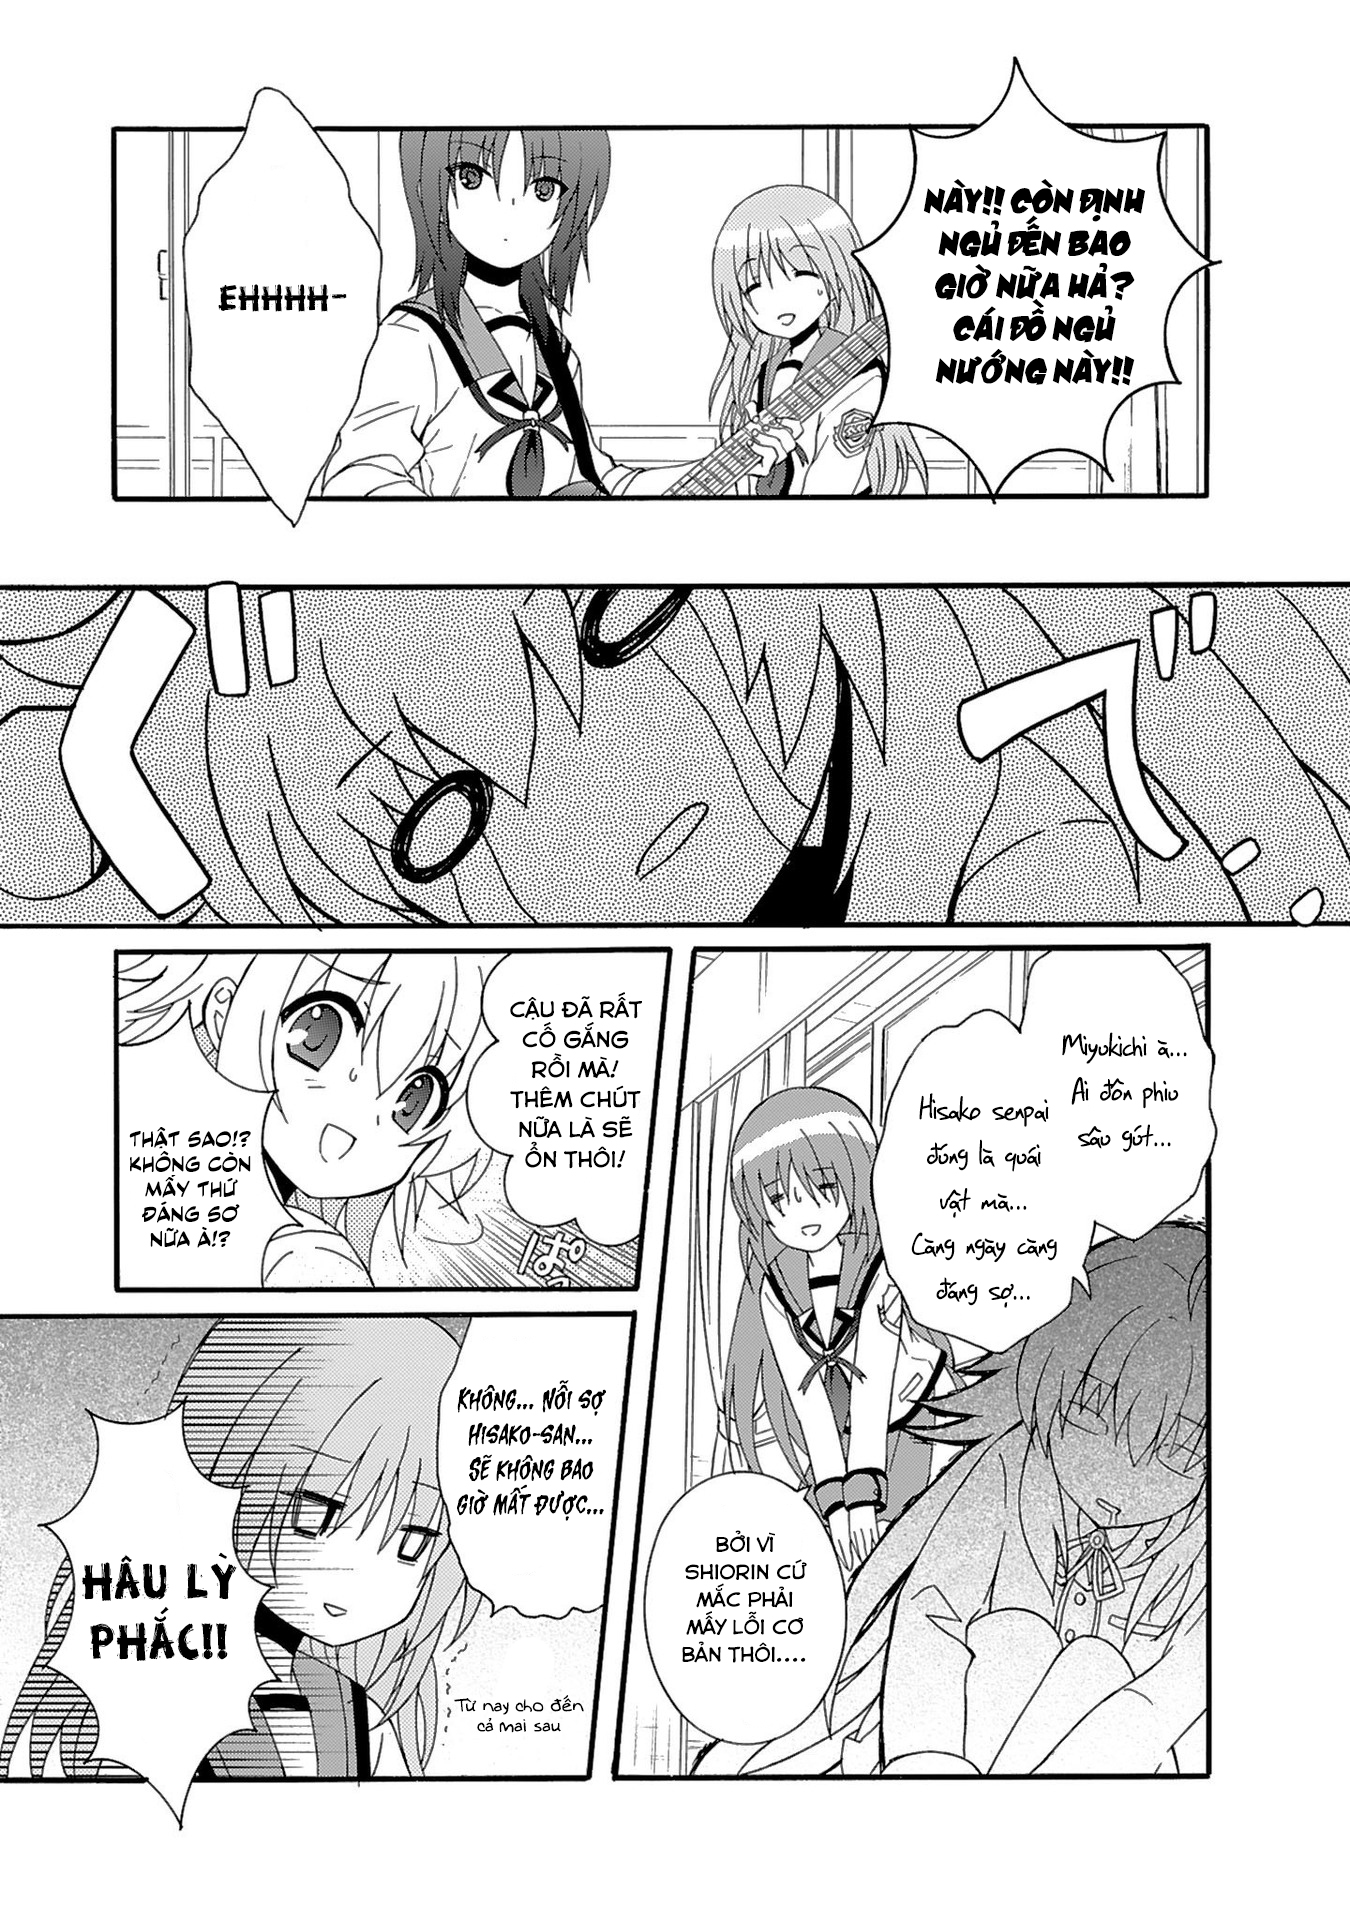 NÀY!! CÒN ĐỊNH
NGỦ ĐẾN BAO
GIỜ NỮA HẢ?
CÁI ĐỒ NGỦ
NƯỚNG NÀY!!
EHHHH-
Miyukichi à...
Ai đôn phiu
sâu gút...
Hisako senpai
đúng là quái
vật mà...
Càng ngày càng
đáng sợ...
BỞI VÌ
SHIORIN CỨ
MẮC PHẢI
MẤY LỖI CƠ
BẢN THÔI....
CẬU ĐÃ RẤT
CỐ GẮNG
RỒI MÀ!
THÊM CHÚT
NỮA LÀ SẼ
ỔN THÔI!
ぱっ
THẬT SAO!?
KHÔNG CÒN
MẤY THỨ
ĐÁNG SỢ
NỮA À!?
KHÔNG... NỖI SỢ
HISAKO-SAN...
SẼ KHÔNG BAO
GIỜ MẤT ĐƯỢC...
Từ nay cho đến
cả mai sau
HÂU LỲ
PHẮC!!